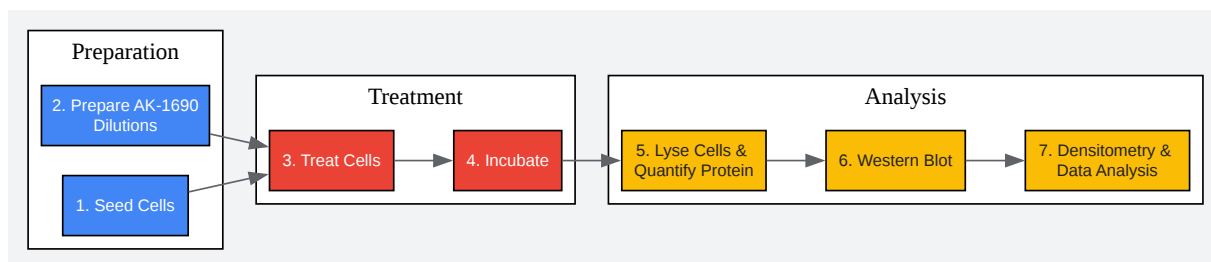 Preparation
2. Prepare AK-1690
Dilutions
1. Seed Cells
Treatment
3. Treat Cells
4. Incubate
Analysis
5. Lyse Cells &
Quantify Protein
6. Western Blot
7. Densitometry &
Data Analysis